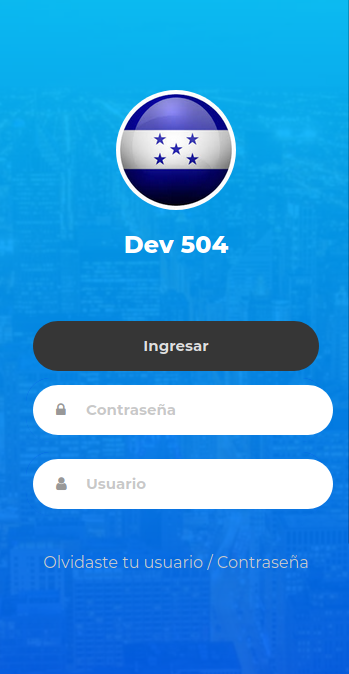 Dev 504
Ingresar
Contraseña
Usuario
Olvidaste tu usuario / Contraseña